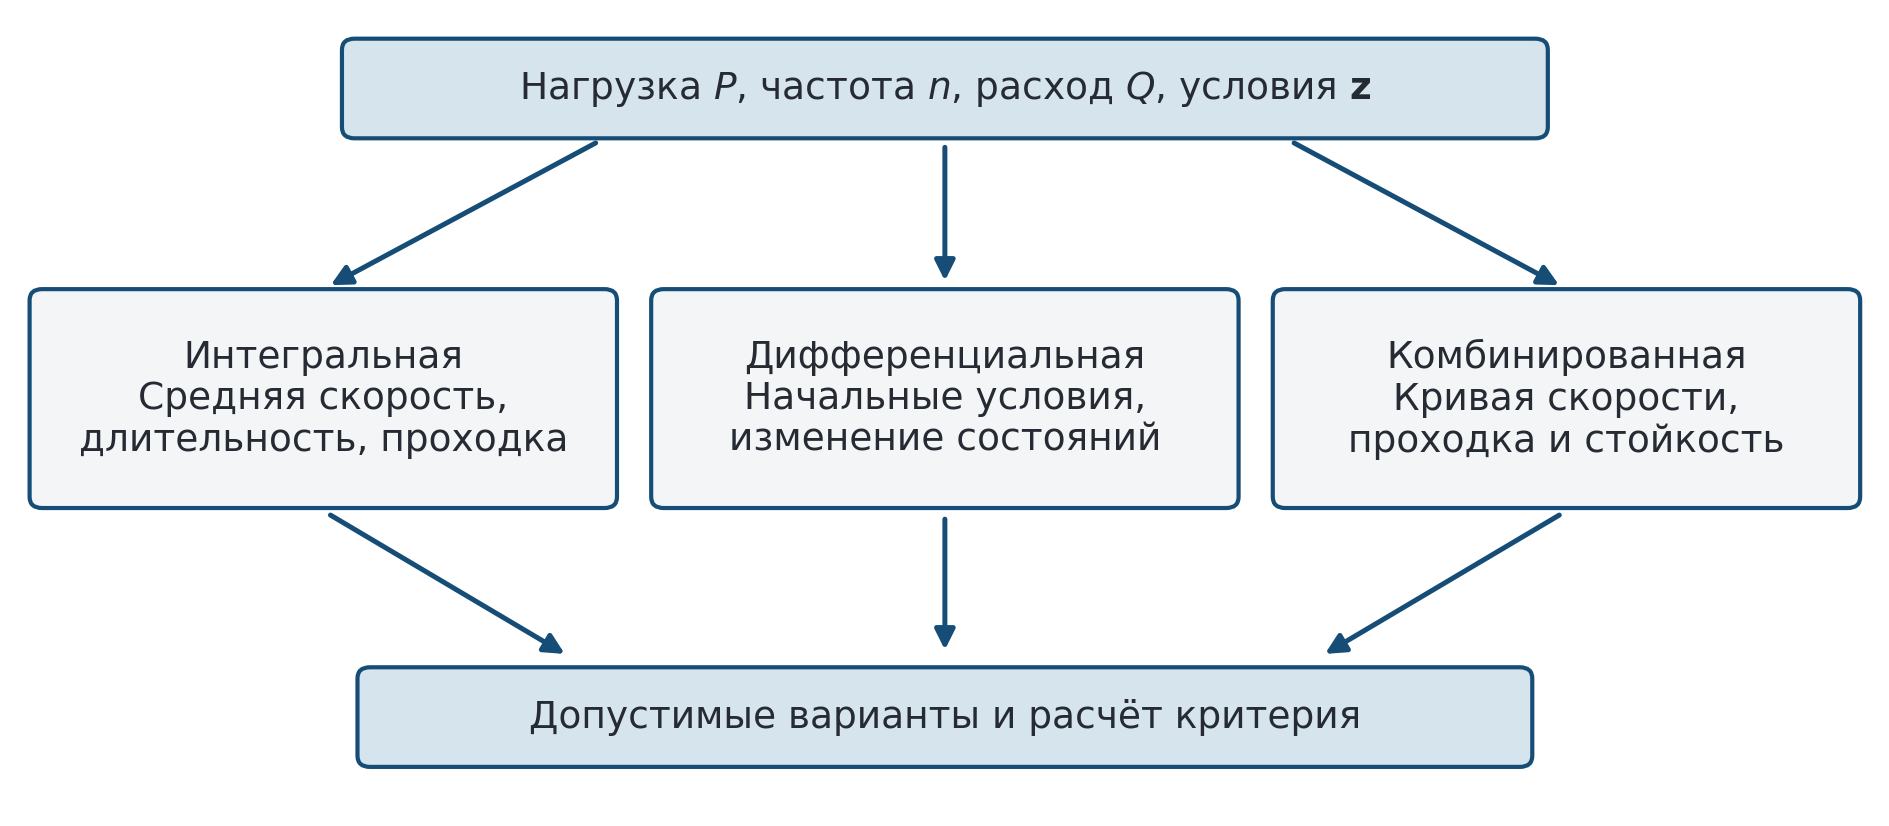 Нагрузка P, частота n, расход Q, условия z
Интегральная
Средняя скорость,
длительность, проходка
Дифференциальная
Начальные условия,
изменение состояний
Комбинированная
Кривая скорости,
проходка и стойкость
Допустимые варианты и расчёт критерия